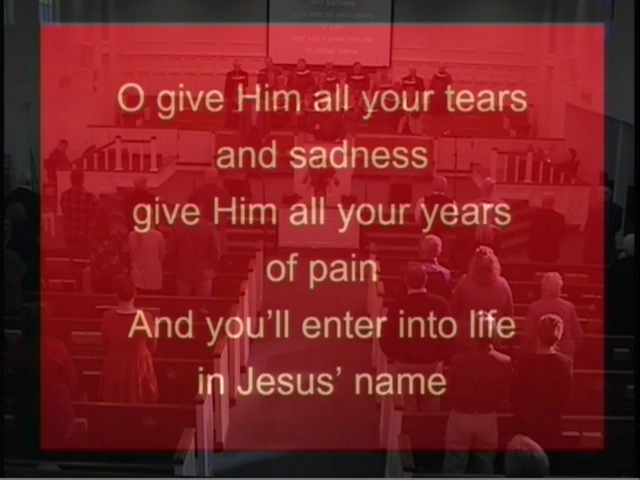 O give Him all your tears
and sadness
give Him all your years
of pain
And you'll enter into life
in Jesus' name